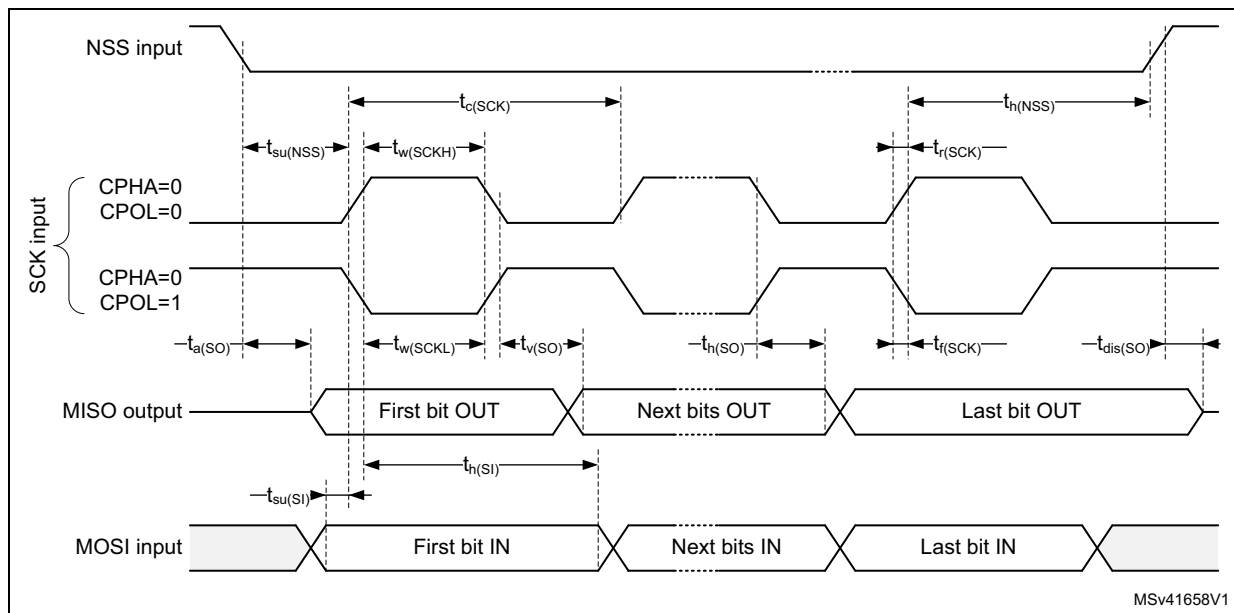 NSS input
tc(SCK)
th(NSS)
tsu(NSS)
tw(SCKH)
tr(SCK)
SCK input
CPHA=0
CPOL=0
CPHA=0
CPOL=1
ta(SO)
tw(SCKL)
tv(SO)
th(SO)
tf(SCK)
tdis(SO)
MISO output
First bit OUT
Next bits OUT
Last bit OUT
th(SI)
tsu(SI)
MOSI input
First bit IN
Next bits IN
Last bit IN
MSv41658V1